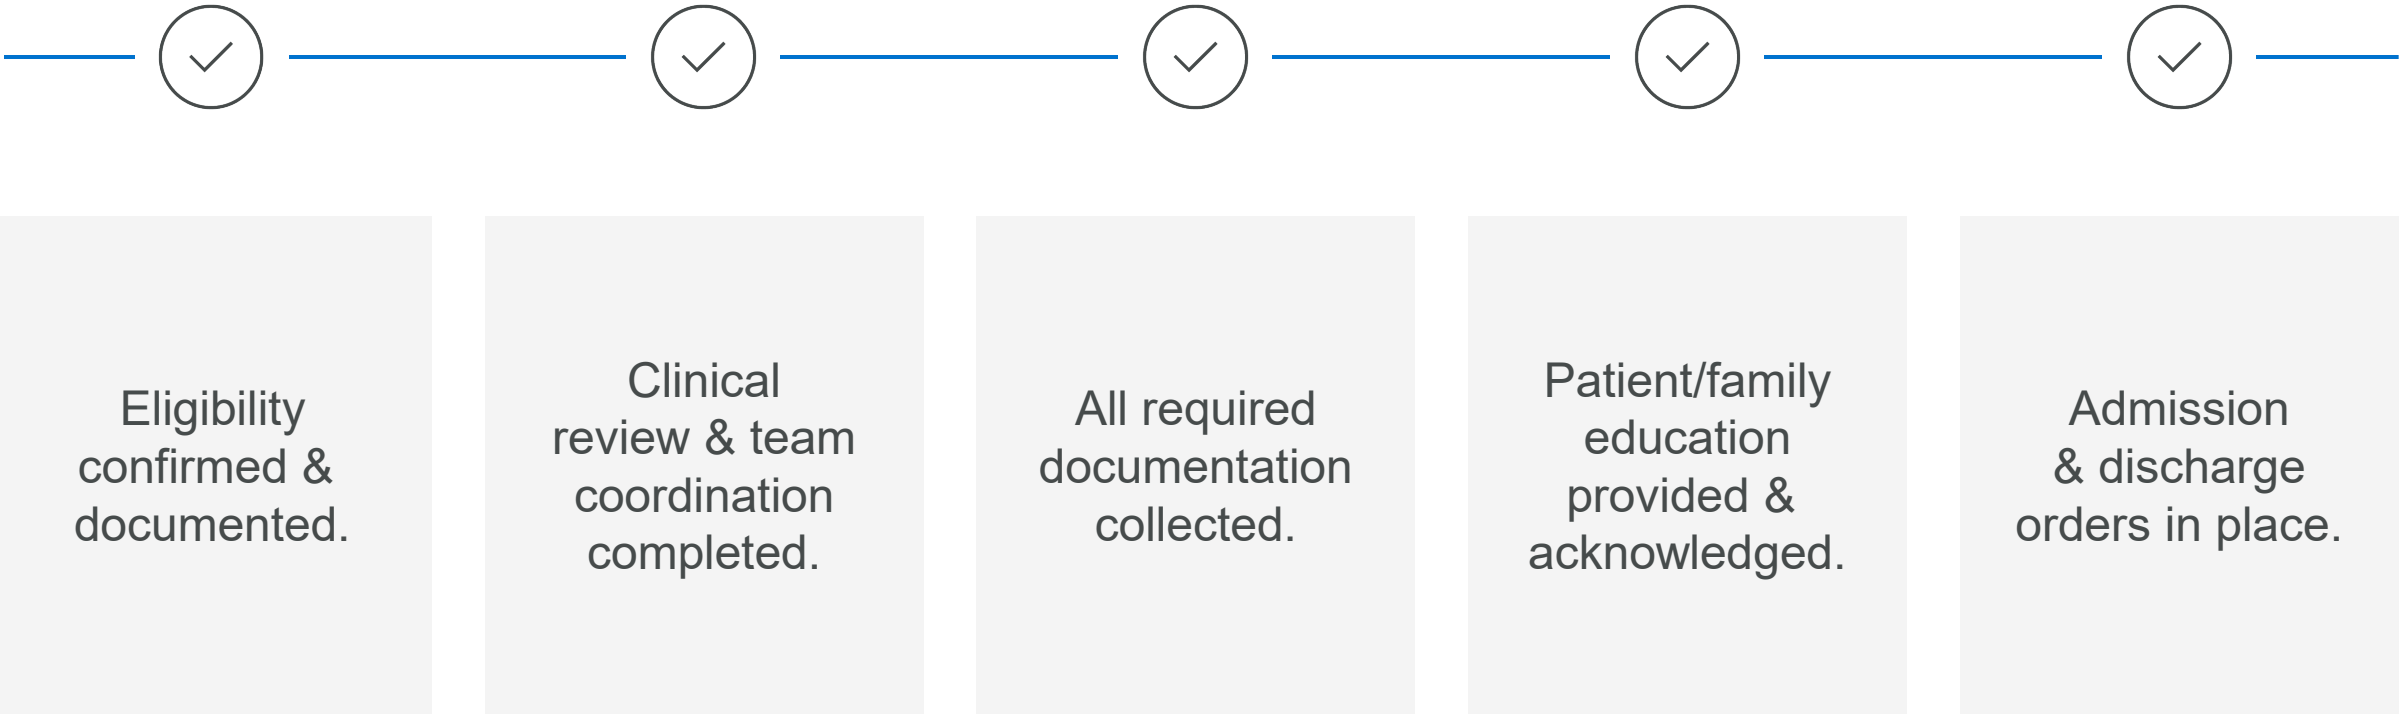 Eligibility
confirmed &
documented.
Clinical
review & team
coordination
completed.
All required
documentation
collected.
Patient/family
education
provided &
acknowledged.
Admission
& discharge
orders in place.